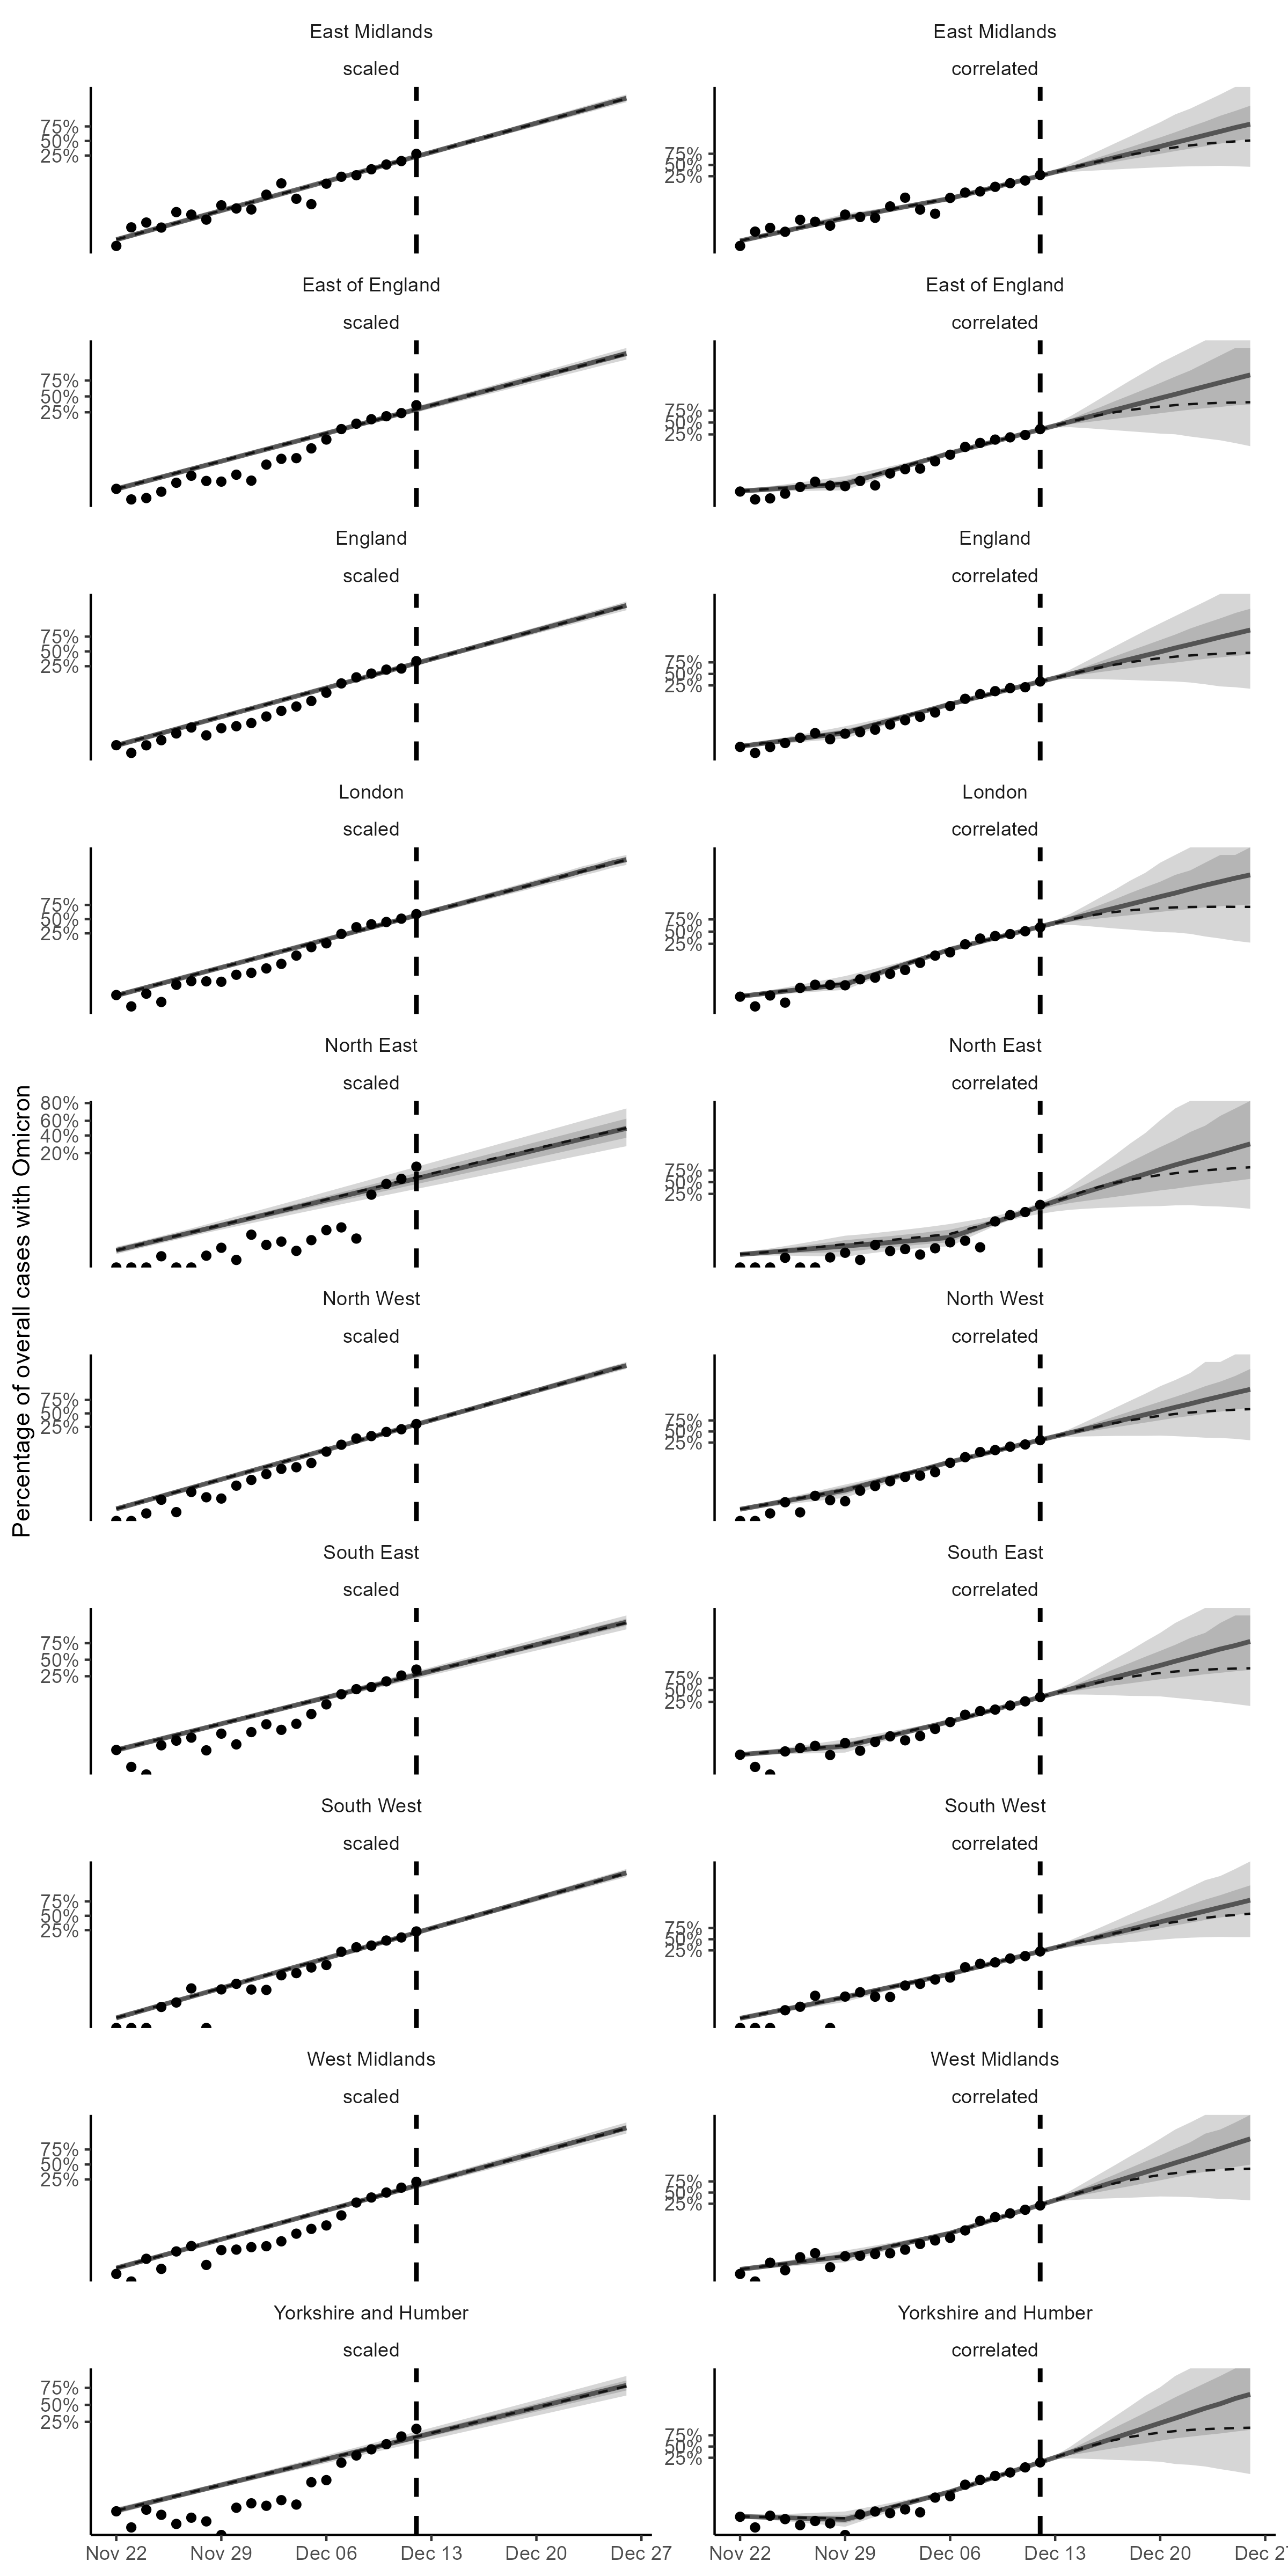 East Midlands
scaled
75%
50%
25%
East Midlands
correlated
75%
50%
25%
East of England
scaled
75%
50%
25%
East of England
correlated
75%
50%
25%
England
scaled
75%
50%
25%
England
correlated
75%
50%
25%
London
scaled
75%
50%
25%
London
correlated
75%
50%
25%
Percentage of overall cases with Omicron
North East
scaled
80%
60%
40%
20%
North East
correlated
75%
50%
25%
North West
scaled
75%
50%
25%
North West
correlated
75%
50%
25%
South East
scaled
75%
50%
25%
South East
correlated
75%
50%
25%
South West
scaled
75%
50%
25%
South West
correlated
75%
50%
25%
West Midlands
scaled
75%
50%
25%
West Midlands
correlated
75%
50%
25%
Yorkshire and Humber
scaled
75%
50%
25%
Yorkshire and Humber
correlated
75%
50%
25%
Nov 22 Nov 29 Dec 06 Dec 13 Dec 20 Dec 27
Nov 22 Nov 29 Dec 06 Dec 13 Dec 20 Dec 2